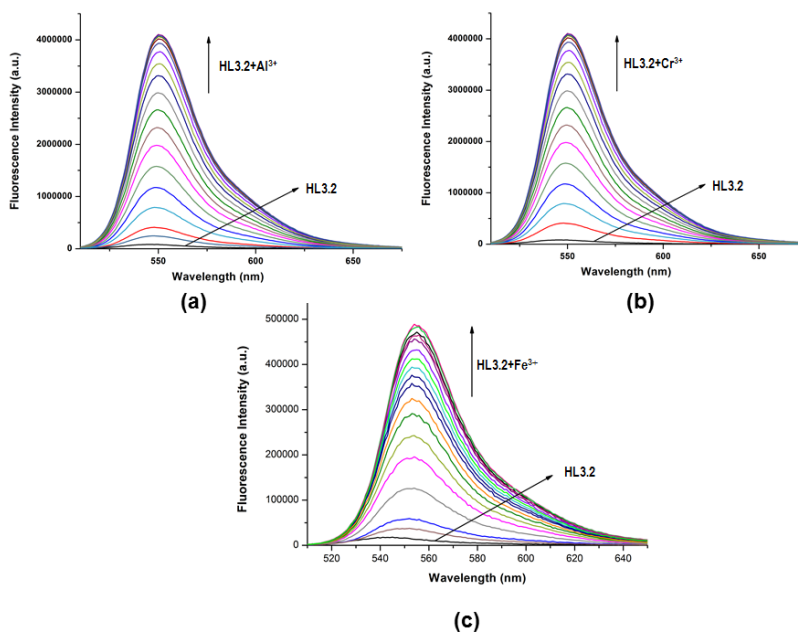 Fluorescence Intensity (a.u.)
4000000
3000000
2000000
1000000
0
HL3.2+Al³⁺
HL3.2
550
600
650
Wavelength (nm)
(a)
Fluorescence Intensity (a.u.)
4000000
3000000
2000000
1000000
0
HL3.2+Cr³⁺
HL3.2
550
600
650
Wavelength (nm)
(b)
Fluorescence Intensity (a.u.)
500000
400000
300000
200000
100000
0
HL3.2+Fe³⁺
HL3.2
520
540
560
580
600
620
640
Wavelength (nm)
(c)